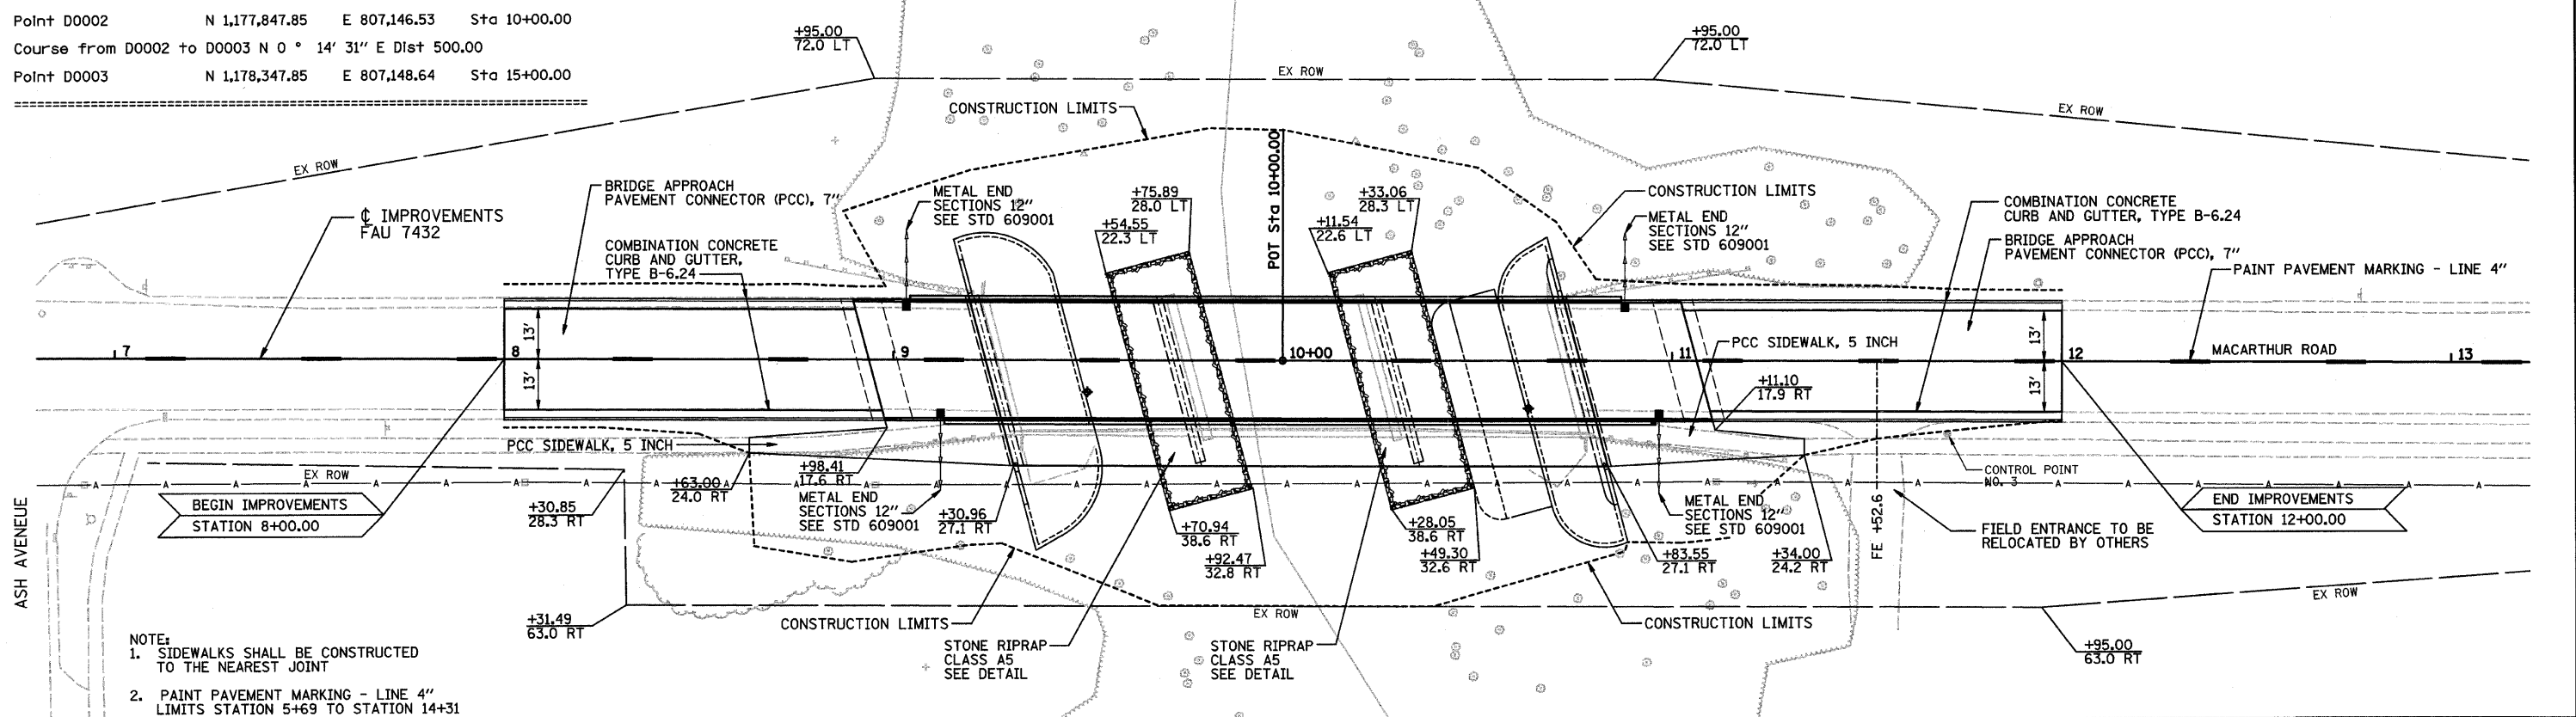 Point D0002 N 1,177,847.85 E 807,146.53 Sta 10+00.00
Course from D0002 to D0003 N 0 ° 14' 31" E Dist 500.00
Point D0003 N 1,178,347.85 E 807,148.64 Sta 15+00.00
+95.00
72.0 LT
+95.00
72.0 LT
EX ROW
EX ROW
EX ROW
CONSTRUCTION LIMITS
POT Sta 10+00.00
℄ IMPROVEMENTS
FAU 7432
BRIDGE APPROACH
PAVEMENT CONNECTOR (PCC), 7"
COMBINATION CONCRETE
CURB AND GUTTER,
TYPE B-6.24
METAL END
SECTIONS 12"
SEE STD 609001
+75.89
28.0 LT
+54.55
22.3 LT
+33.06
28.3 LT
+11.54
22.6 LT
CONSTRUCTION LIMITS
METAL END
SECTIONS 12"
SEE STD 609001
COMBINATION CONCRETE
CURB AND GUTTER, TYPE B-6.24
BRIDGE APPROACH
PAVEMENT CONNECTOR (PCC), 7"
PAINT PAVEMENT MARKING - LINE 4"
13'
13'
13'
13'
7
8
9
10+00
11
12
13
MACARTHUR ROAD
PCC SIDEWALK, 5 INCH
+11.10
17.9 RT
PCC SIDEWALK, 5 INCH
+98.41
17.6 RT
+63.00
24.0 RT
METAL END
SECTIONS 12"
SEE STD 609001
+30.96
27.1 RT
EX ROW
A A A A A A A A A A A A A A A A A A
BEGIN IMPROVEMENTS
STATION 8+00.00
+30.85
28.3 RT
+70.94
38.6 RT
+92.47
32.8 RT
+28.05
38.6 RT
+49.30
32.6 RT
METAL END
SECTIONS 12"
SEE STD 609001
+83.55
27.1 RT
+34.00
24.2 RT
FE +52.6
CONTROL POINT
NO. 3
FIELD ENTRANCE TO BE
RELOCATED BY OTHERS
END IMPROVEMENTS
STATION 12+00.00
ASH AVENEUE
+31.49
63.0 RT
CONSTRUCTION LIMITS
EX ROW
CONSTRUCTION LIMITS
EX ROW
+95.00
63.0 RT
STONE RIPRAP
CLASS A5
SEE DETAIL
STONE RIPRAP
CLASS A5
SEE DETAIL
NOTE:
1. SIDEWALKS SHALL BE CONSTRUCTED
TO THE NEAREST JOINT
2. PAINT PAVEMENT MARKING - LINE 4"
LIMITS STATION 5+69 TO STATION 14+31